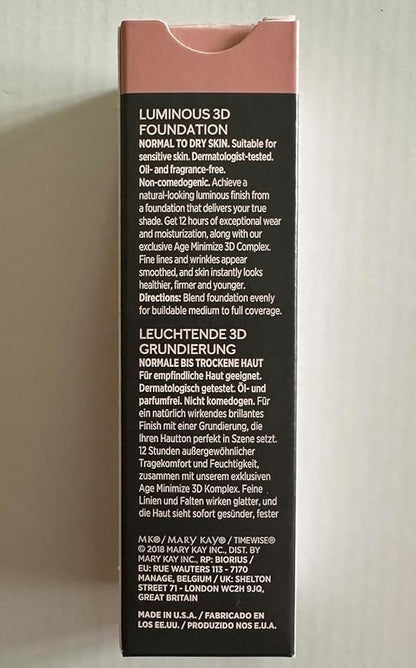 LUMINOUS 3D
FOUNDATION
NORMAL TO DRY SKIN. Suitable for
sensitive skin. Dermatologist-tested.
Oil- and fragrance-free.
Non-comedogenic. Achieve a
natural-looking luminous finish from
a foundation that delivers your true
shade. Get 12 hours of exceptional wear
and moisturization, along with our
exclusive Age Minimize 3D Complex.
Fine lines and wrinkles appear
smoothed, and skin instantly looks
healthier, firmer and younger.
Directions: Blend foundation evenly
for buildable medium to full coverage.
LEUCHTENDE 3D
GRUNDIERUNG
NORMALE BIS TROCKENE HAUT
Für empfindliche Haut geeignet.
Dermatologisch getestet. Öl- und
parfumfrei. Nicht komedogen. Für
ein natürlich wirkendes brillantes
Finish mit einer Grundierung, die
Ihren Hautton perfekt in Szene setzt.
12 Stunden außergewöhnlicher
Tragekomfort und Feuchtigkeit,
zusammen mit unserem exklusiven
Age Minimize 3D Komplex. Feine
Linien und Falten wirken glatter, und
die Haut sieht sofort gesünder, fester
MK®/MARY KAY®/TIMEWISE®
© 2018 MARY KAY INC., DIST. BY
MARY KAY INC., RP: BIORIUS /
EU: RUE WAUTERS 113 - 7170
MANAGE, BELGIUM / UK: SHELTON
STREET 71 - LONDON WC2H 9JQ,
GREAT BRITAIN
MADE IN U.S.A. / FABRICADO EN
LOS EE.UU. / PRODUZIDO NOS E.U.A.